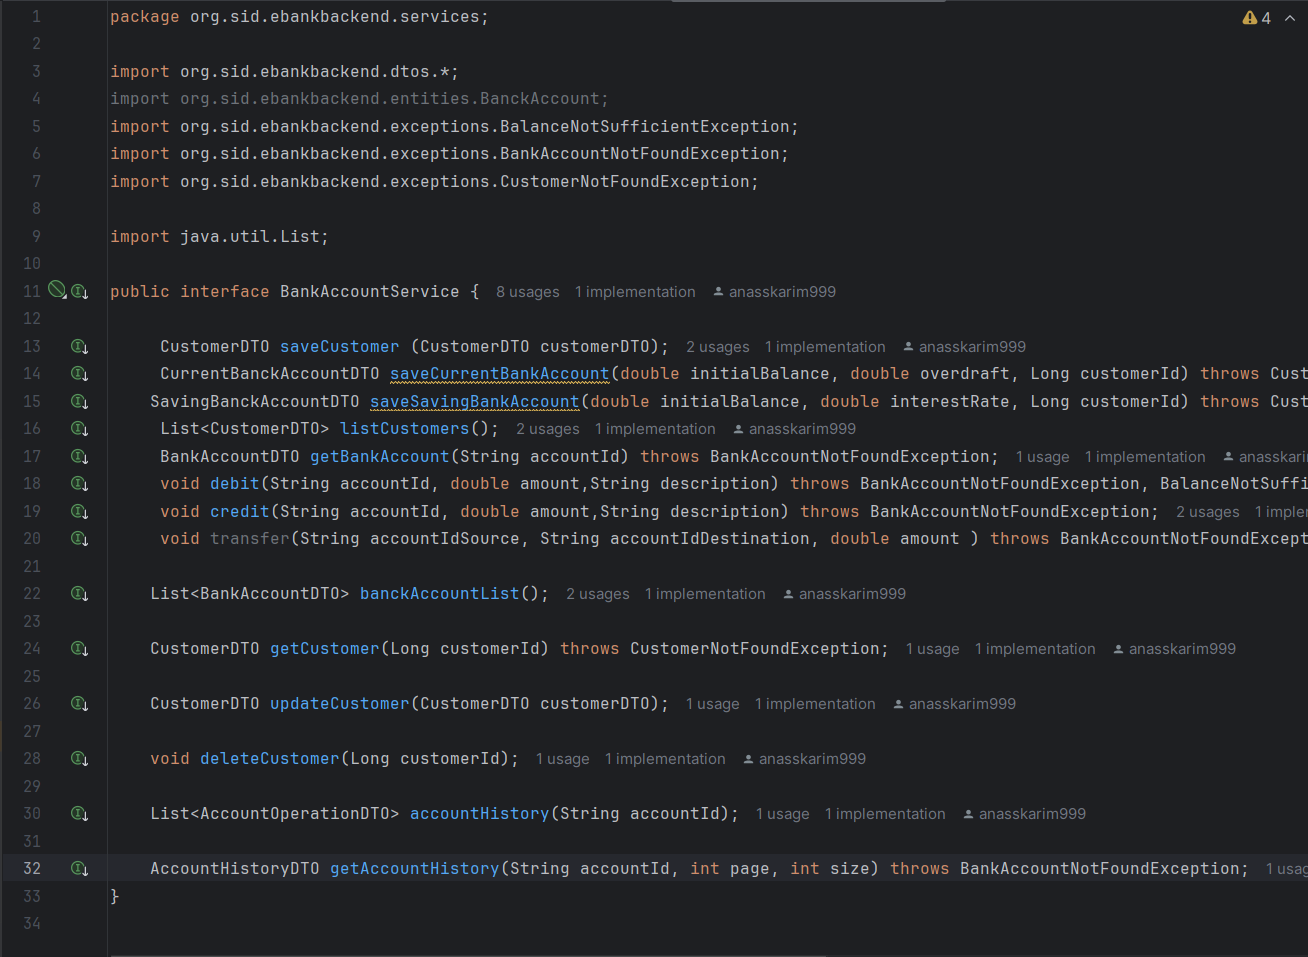 1 package org.sid.ebankbackend.services; 4
2
3 import org.sid.ebankbackend.dtos.*;
4 import org.sid.ebankbackend.entities.BanckAccount;
5 import org.sid.ebankbackend.exceptions.BalanceNotSufficientException;
6 import org.sid.ebankbackend.exceptions.BankAccountNotFoundException;
7 import org.sid.ebankbackend.exceptions.CustomerNotFoundException;
8
9 import java.util.List;
10
11 public interface BankAccountService { 8 usages 1 implementation anasskarim999
12
13 CustomerDTO saveCustomer (CustomerDTO customerDTO); 2 usages 1 implementation anasskarim999
14 CurrentBanckAccountDTO saveCurrentBankAccount(double initialBalance, double overdraft, Long customerId) throws Cust
15 SavingBanckAccountDTO saveSavingBankAccount(double initialBalance, double interestRate, Long customerId) throws Cust
16 List<CustomerDTO> listCustomers(); 2 usages 1 implementation anasskarim999
17 BankAccountDTO getBankAccount(String accountId) throws BankAccountNotFoundException; 1 usage 1 implementation anasskari
18 void debit(String accountId, double amount,String description) throws BankAccountNotFoundException, BalanceNotSuffi
19 void credit(String accountId, double amount,String description) throws BankAccountNotFoundException; 2 usages 1 implem
20 void transfer(String accountIdSource, String accountIdDestination, double amount ) throws BankAccountNotFoundExcept
21
22 List<BankAccountDTO> banckAccountList(); 2 usages 1 implementation anasskarim999
23
24 CustomerDTO getCustomer(Long customerId) throws CustomerNotFoundException; 1 usage 1 implementation anasskarim999
25
26 CustomerDTO updateCustomer(CustomerDTO customerDTO); 1 usage 1 implementation anasskarim999
27
28 void deleteCustomer(Long customerId); 1 usage 1 implementation anasskarim999
29
30 List<AccountOperationDTO> accountHistory(String accountId); 1 usage 1 implementation anasskarim999
31
32 AccountHistoryDTO getAccountHistory(String accountId, int page, int size) throws BankAccountNotFoundException; 1 usag
33 }
34